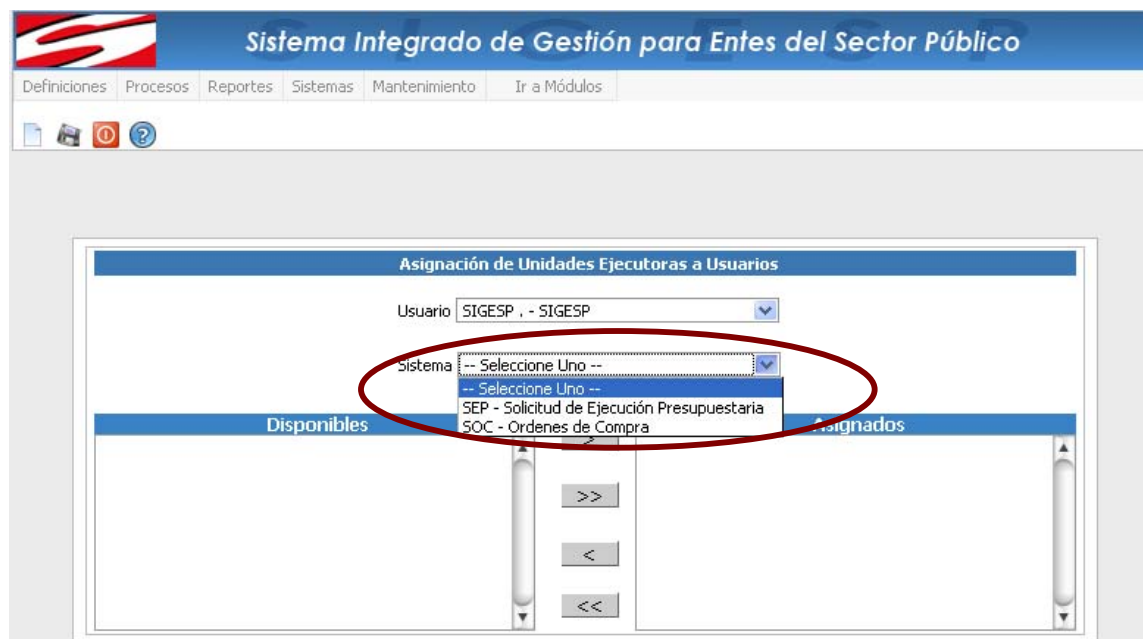 S I G E S P
Sistema Integrado de Gestión para Entes del Sector Público
Definiciones Procesos Reportes Sistemas Mantenimiento Ir a Módulos
Asignación de Unidades Ejecutoras a Usuarios
Usuario SIGESP , - SIGESP
Sistema -- Seleccione Uno --
-- Seleccione Uno --
SEP - Solicitud de Ejecución Presupuestaria
SOC - Ordenes de Compra
Disponibles Asignados
>
>>
<
<<